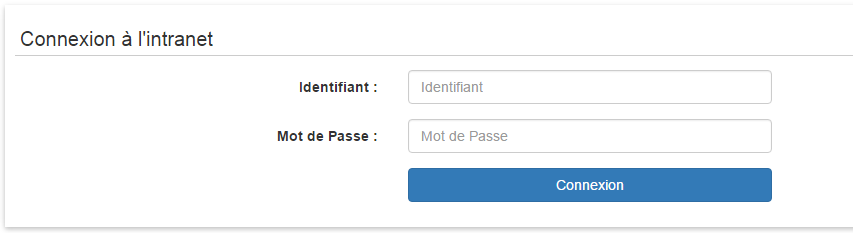 Connexion à l'intranet
Identifiant : Identifiant
Mot de Passe : Mot de Passe
Connexion